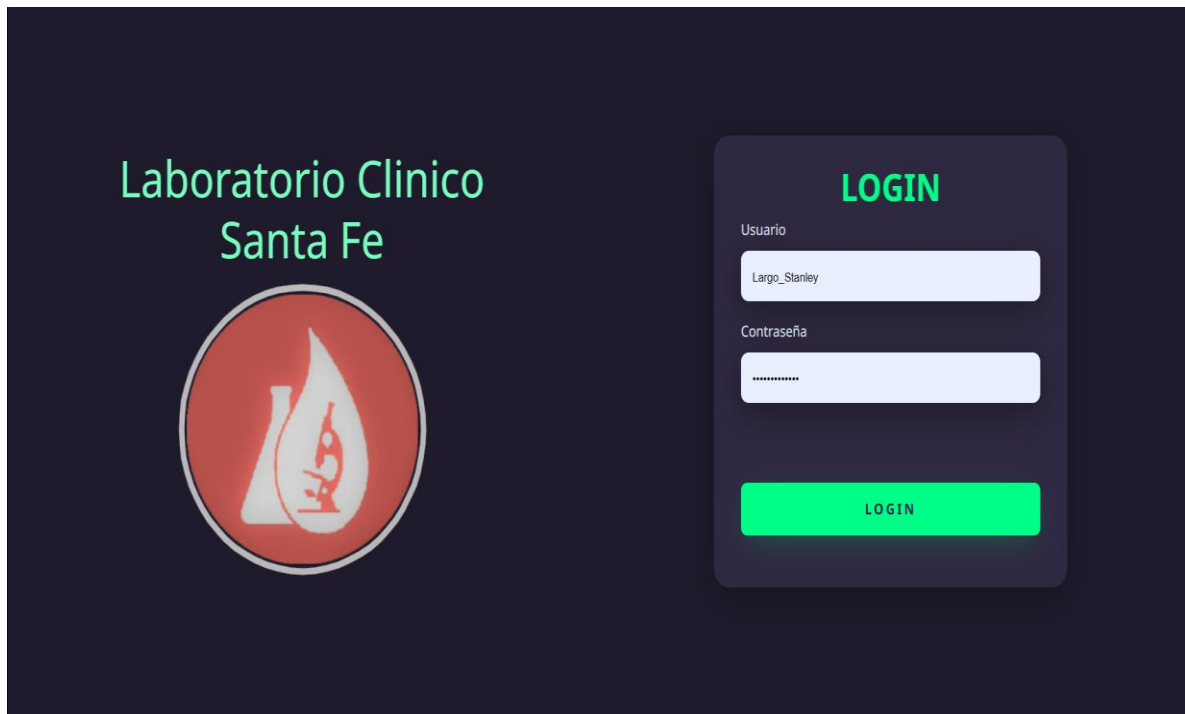 Laboratorio Clinico
Santa Fe
LOGIN
Usuario
Largo_Stanley
Contraseña
•••••••••••••
LOGIN